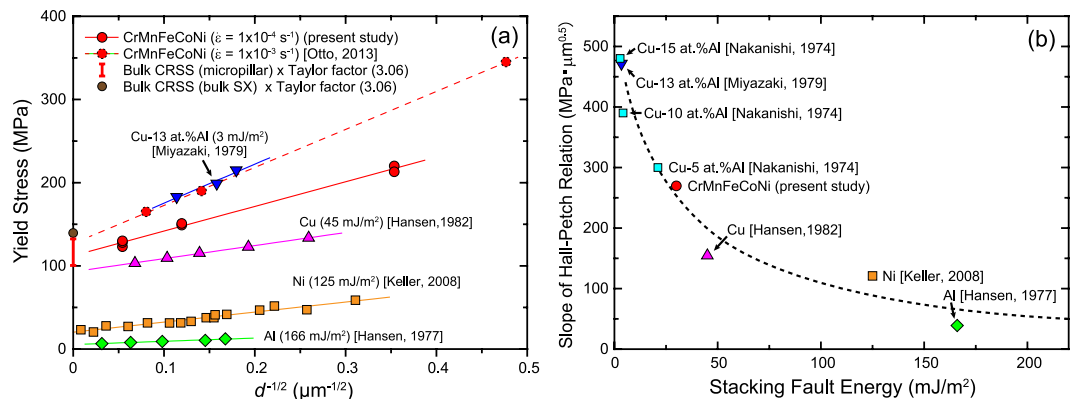 (a)
CrMnFeCoNi (ε̇ = 1x10⁻⁴ s⁻¹) (present study)
CrMnFeCoNi (ε̇ = 1x10⁻³ s⁻¹) [Otto, 2013]
Bulk CRSS (micropillar) x Taylor factor (3.06)
Bulk CRSS (bulk SX) x Taylor factor (3.06)
Cu-13 at.%Al (3 mJ/m²)
[Miyazaki, 1979]
Cu (45 mJ/m²) [Hansen,1982]
Ni (125 mJ/m²) [Keller, 2008]
Al (166 mJ/m²) [Hansen,1977]
Yield Stress (MPa)
400
300
200
100
0
0
0.1
0.2
0.3
0.4
0.5
d⁻¹/² (μm⁻¹/²)
(b)
Cu-15 at.%Al [Nakanishi, 1974]
Cu-13 at.%Al [Miyazaki, 1979]
Cu-10 at.%Al [Nakanishi, 1974]
Cu-5 at.%Al [Nakanishi, 1974]
CrMnFeCoNi (present study)
Cu [Hansen,1982]
Ni [Keller, 2008]
Al [Hansen, 1977]
Slope of Hall-Petch Relation (MPa·μm⁰·⁵)
500
400
300
200
100
0
0
50
100
150
200
Stacking Fault Energy (mJ/m²)